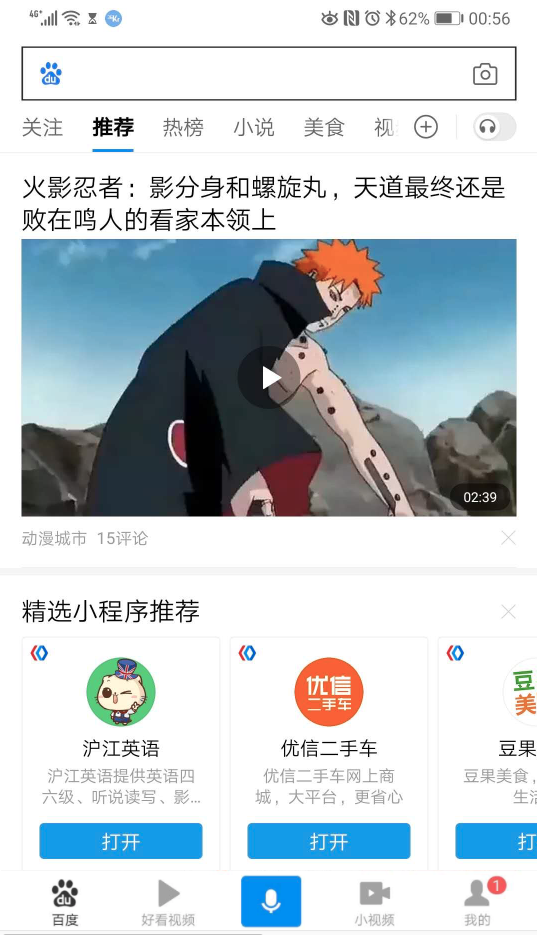 4G+ 62% 00:56
du
关注 推荐 热榜 小说 美食 视
火影忍者：影分身和螺旋丸，天道最终还是
败在鸣人的看家本领上
02:39
动漫城市 15评论
精选小程序推荐
优信
二手车
豆
美
沪江英语 优信二手车 豆果
沪江英语提供英语四 优信二手车网上商 豆果美食，
六级、听说读写、影... 城，大平台，更省心 生活
打开 打开 打
du 1
百度 好看视频 小视频 我的